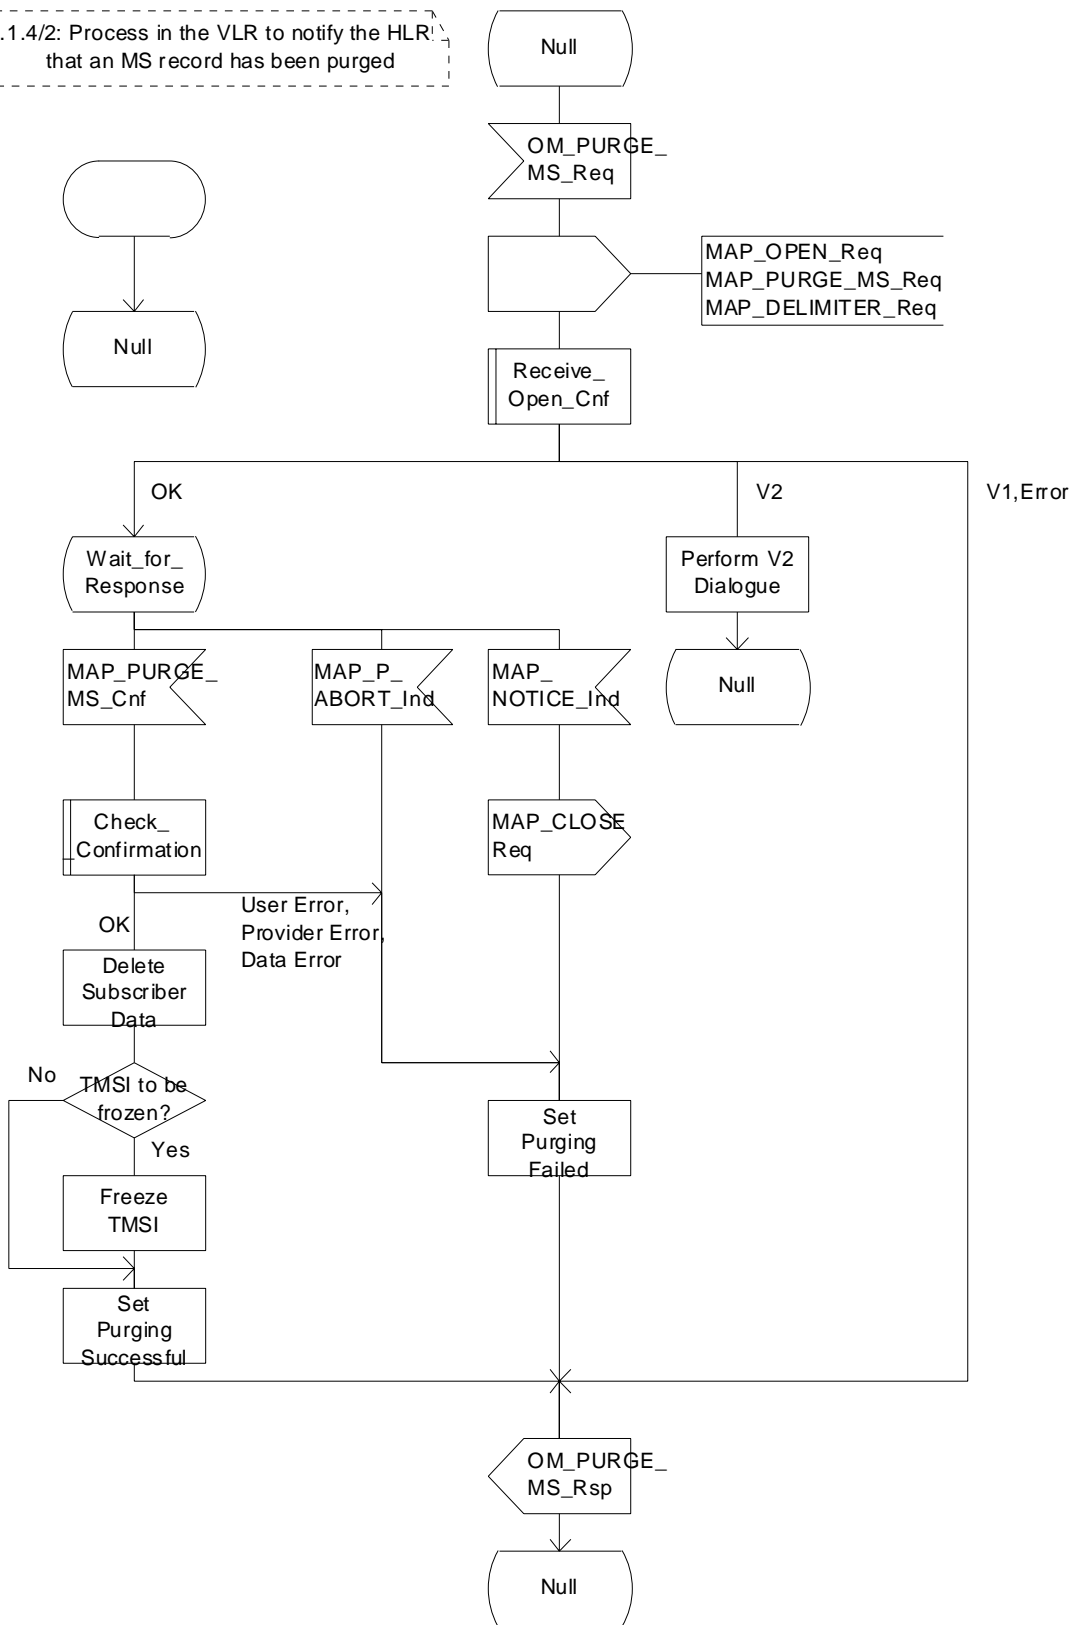 .1.4/2: Process in the VLR to notify the HLR
that an MS record has been purged
Null
OM_PURGE_
MS_Req
MAP_OPEN_Req
MAP_PURGE_MS_Req
MAP_DELIMITER_Req
Null
Receive_
Open_Cnf
OK
V2
V1,Error
Wait_for_
Response
Perform V2
Dialogue
MAP_PURGE_
MS_Cnf
MAP_P_
ABORT_Ind
MAP_
NOTICE_Ind
Null
Check_
_Confirmation
MAP_CLOSE
Req
User Error,
Provider Error,
Data Error
OK
Delete
Subscriber
Data
No
TMSI to be
frozen?
Yes
Set
Purging
Failed
Freeze
TMSI
Set
Purging
Successful
OM_PURGE_
MS_Rsp
Null